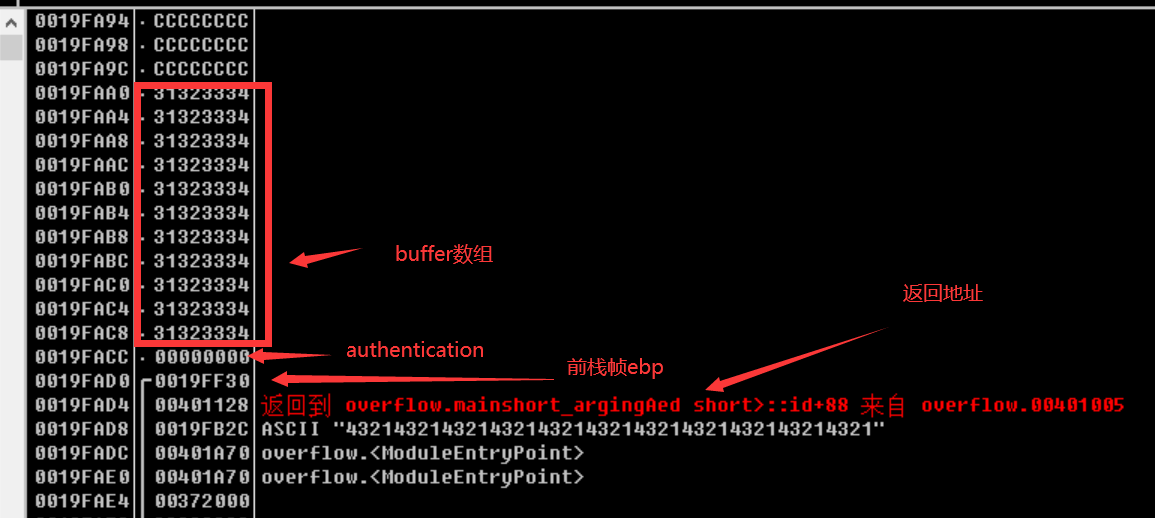 0019FA94 · CCCCCCCC
0019FA98 · CCCCCCCC
0019FA9C · CCCCCCCC
0019FAA0 · 31323334
0019FAA4 · 31323334
0019FAA8 · 31323334
0019FAAC · 31323334
0019FAB0 · 31323334
0019FAB4 · 31323334
0019FAB8 · 31323334
buffer数组
0019FABC · 31323334
0019FAC0 · 31323334
返回地址
0019FAC4 · 31323334
0019FAC8 · 31323334
0019FACC · 00000000
authentication
前栈帧ebp
0019FAD0 0019FF30
0019FAD4 00401128 返回到 overflow.mainshort_argingAed short>::id+88 来自 overflow.00401005
0019FAD8 0019FB2C ASCII "43214321432143214321432143214321432143214321"
0019FADC 00401A70 overflow.<ModuleEntryPoint>
0019FAE0 00401A70 overflow.<ModuleEntryPoint>
0019FAE4 00372000